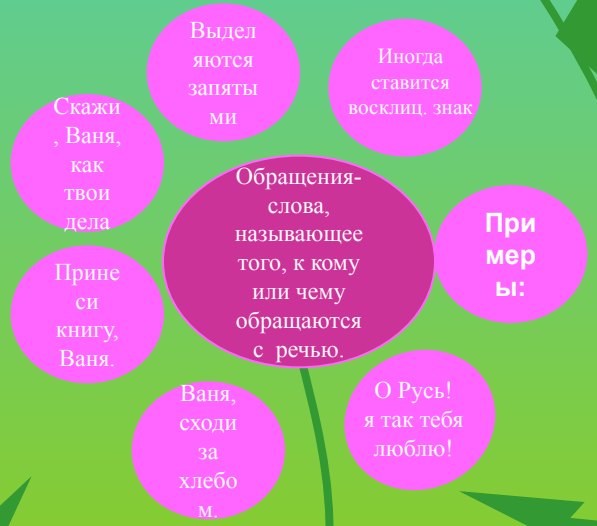 Обращения-
слова,
называющее
того, к кому
или чему
обращаются
с речью.
Выдел
яются
запяты
ми
Иногда
ставится
восклиц. знак
При
мер
ы:
О Русь!
я так тебя
люблю!
Ваня,
сходи
за
хлебо
м.
Прине
си
книгу,
Ваня.
Скажи
, Ваня,
как
твои
дела